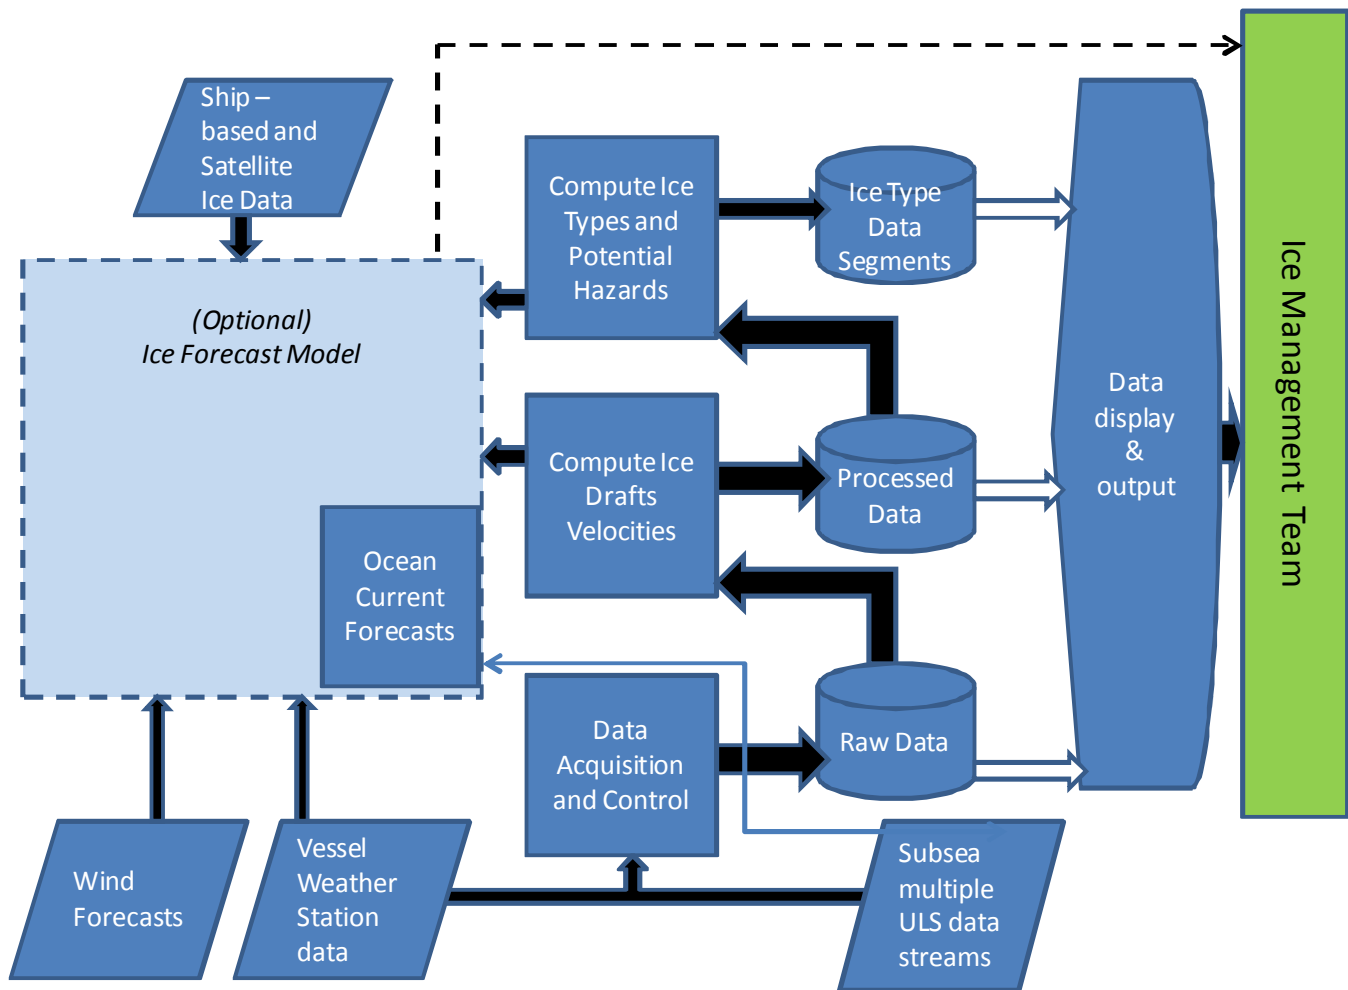 Ship –
based and
Satellite
Ice Data
(Optional)
Ice Forecast Model
Ocean
Current
Forecasts
Wind
Forecasts
Vessel
Weather
Station
data
Compute Ice
Types and
Potential
Hazards
Compute Ice
Drafts
Velocities
Data
Acquisition
and Control
Ice Type
Data
Segments
Processed
Data
Raw Data
Subsea
multiple
ULS data
streams
Data
display
&
output
Ice Management Team